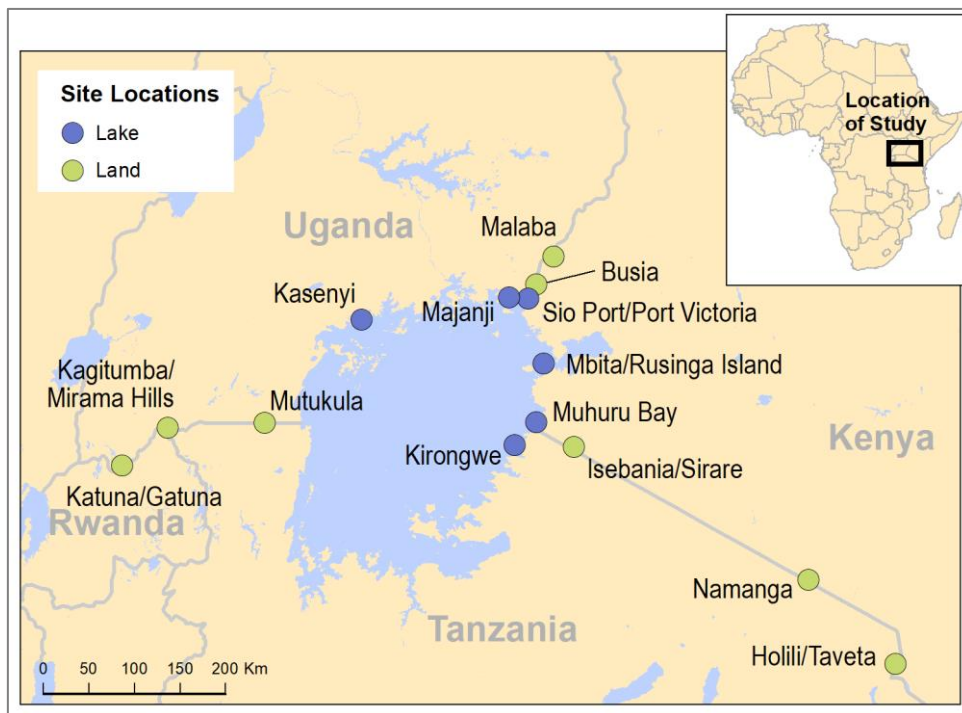 Site Locations
Lake
Land
Location
of Study
Uganda
Malaba
Busia
Kasenyi
Majanji
Sio Port/Port Victoria
Mbita/Rusinga Island
Kagitumba/
Mirama Hills
Mutukula
Muhuru Bay
Kenya
Kirongwe
Isebania/Sirare
Katuna/Gatuna
Rwanda
Namanga
Tanzania
Holili/Taveta
0 50 100 150 200 Km